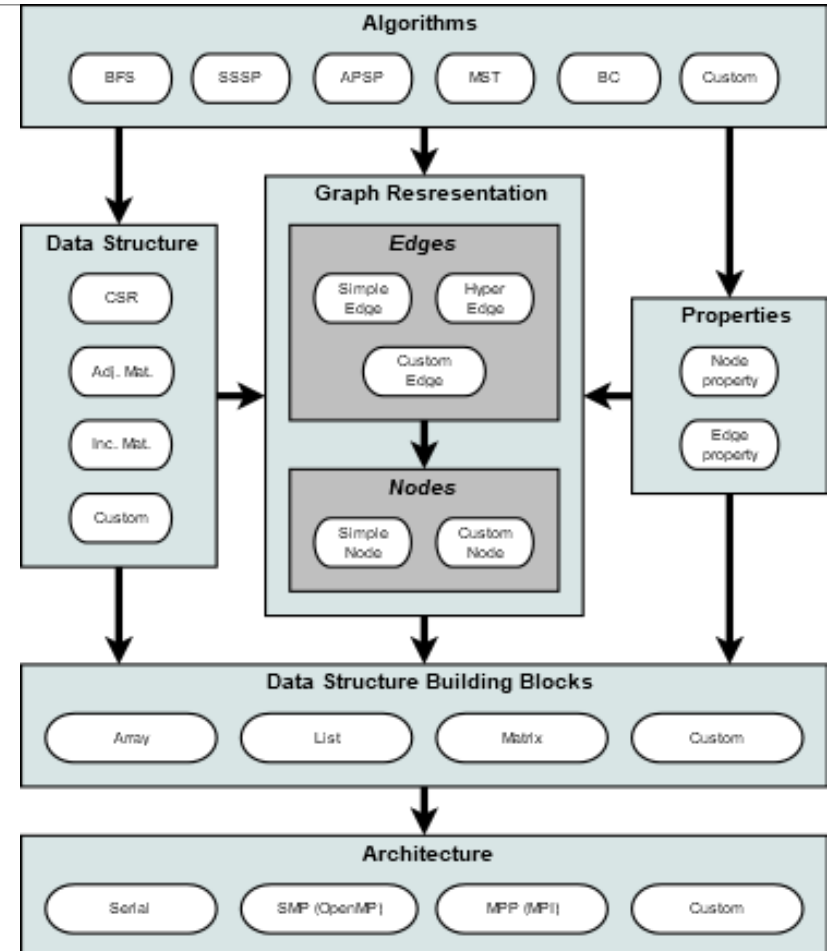 Algorithms
BFS
SSSP
APSP
MST
BC
Custom
Graph Resresentation
Data Structure
CSR
Adj. Mat.
Inc. Mat.
Custom
Edges
Simple
Edge
Hyper
Edge
Custom
Edge
Nodes
Simple
Node
Custom
Node
Properties
Node
property
Edge
property
Data Structure Building Blocks
Array
List
Matrix
Custom
Architecture
Serial
SMP (OpenMP)
MPP (MPI)
Custom